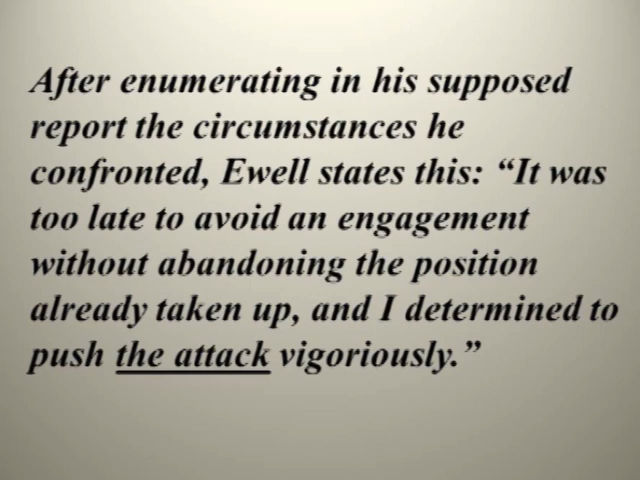 After enumerating in his supposed
report the circumstances he
confronted, Ewell states this: “It was
too late to avoid an engagement
without abandoning the position
already taken up, and I determined to
push the attack vigoriously.”